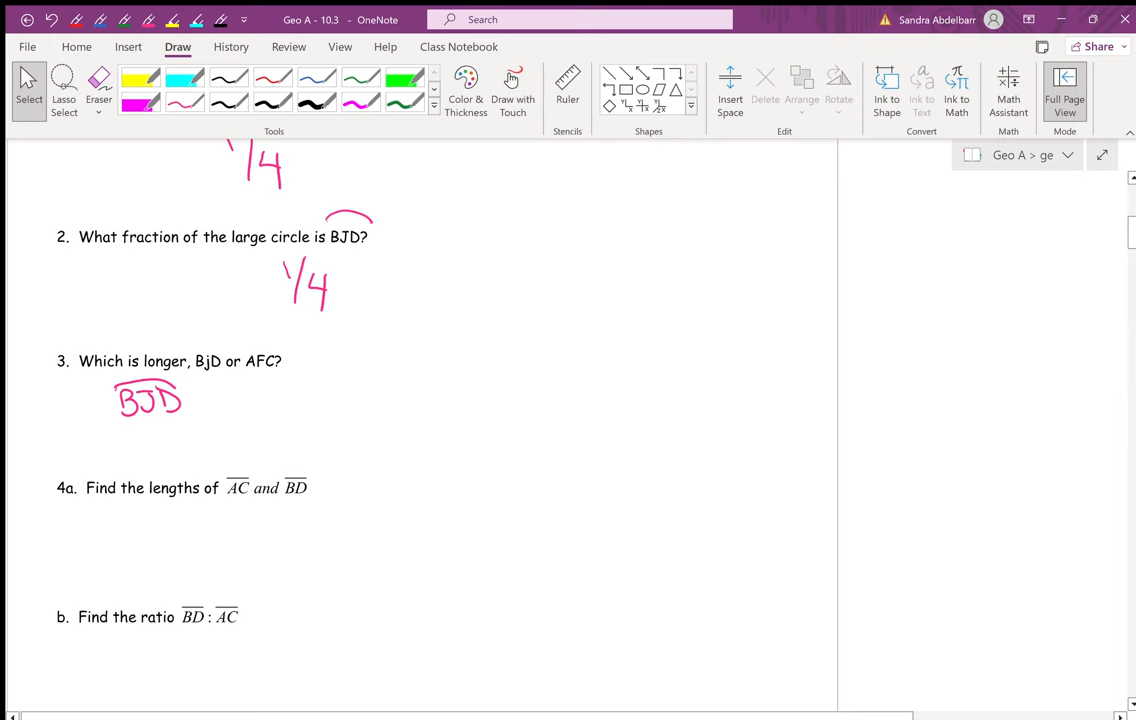 Geo A - 10.3 - OneNote
Search
Sandra Abdelbarr
File Home Insert Draw History Review View Help Class Notebook
Share
Select
Lasso Select
Eraser
Color & Thickness
Draw with Touch
Ruler
Insert Space
Delete
Arrange
Rotate
Ink to Shape
Ink to Text
Ink to Math
Math Assistant
Full Page View
Tools
Stencils
Shapes
Edit
Convert
Math
Mode
Geo A > ge
1/4
2. What fraction of the large circle is BJD?
1/4
3. Which is longer, BjD or AFC?
BJD
4a. Find the lengths of AC and BD
b. Find the ratio BD : AC